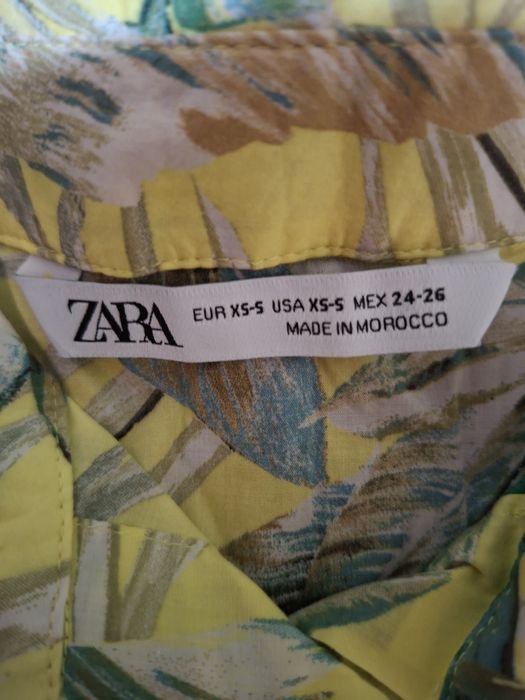 ZARA
EUR XS-S USA XS-S MEX 24-26
MADE IN MOROCCO